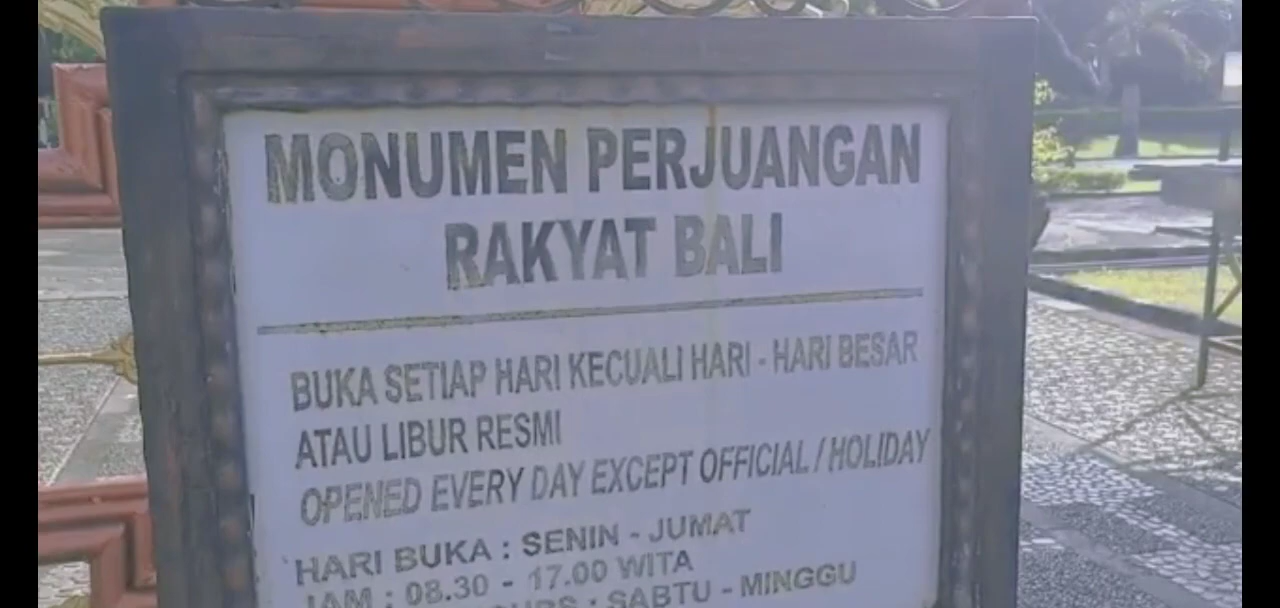 MONUMEN PERJUANGAN
RAKYAT BALI
BUKA SETIAP HARI KECUALI HARI - HARI BESAR
ATAU LIBUR RESMI
OPENED EVERY DAY EXCEPT OFFICIAL / HOLIDAY
HARI BUKA : SENIN - JUMAT
JAM : 08.30 - 17.00 WITA
: SABTU - MINGGU